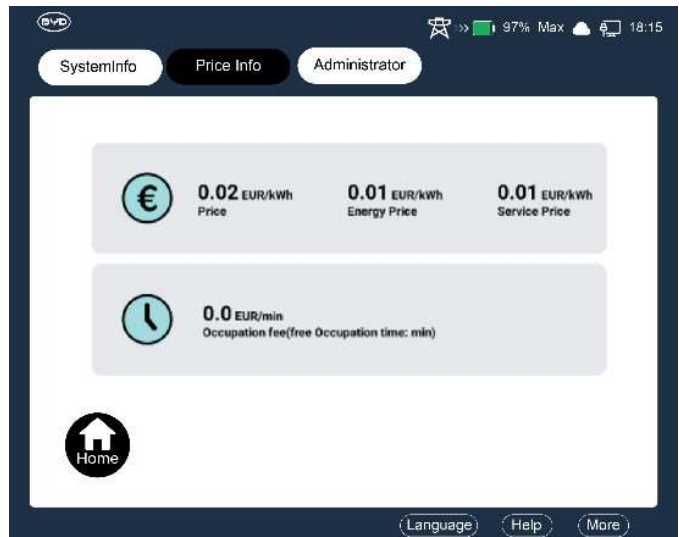 BYD
97% Max 18:15
SystemInfo Price Info Administrator
€ 0.02 EUR/kWh 0.01 EUR/kWh 0.01 EUR/kWh
Price Energy Price Service Price
0.0 EUR/min
Occupation fee(free Occupation time: min)
Home
Language Help More